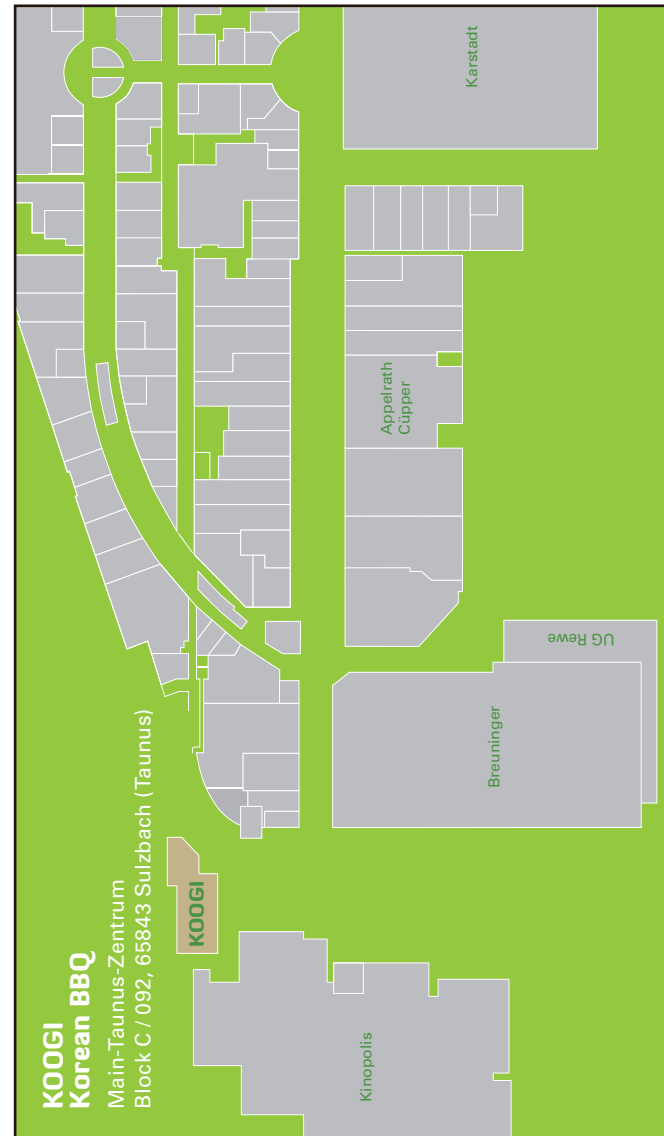 KOOGI
Korean BBQ
Main-Taunus-Zentrum
Block C / 092, 65843 Sulzbach (Taunus)
KOOGI
Kinopolis
Breuninger
UG Rewe
Appelrath
Cüpper
Karstadt